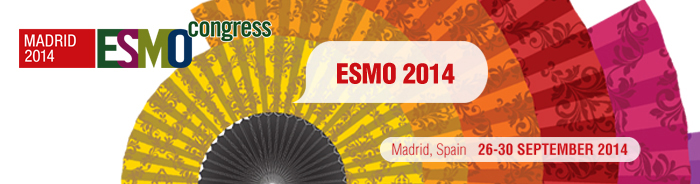 MADRID
2014
ESMO
congress
ESMO 2014
Madrid, Spain 26-30 SEPTEMBER 2014